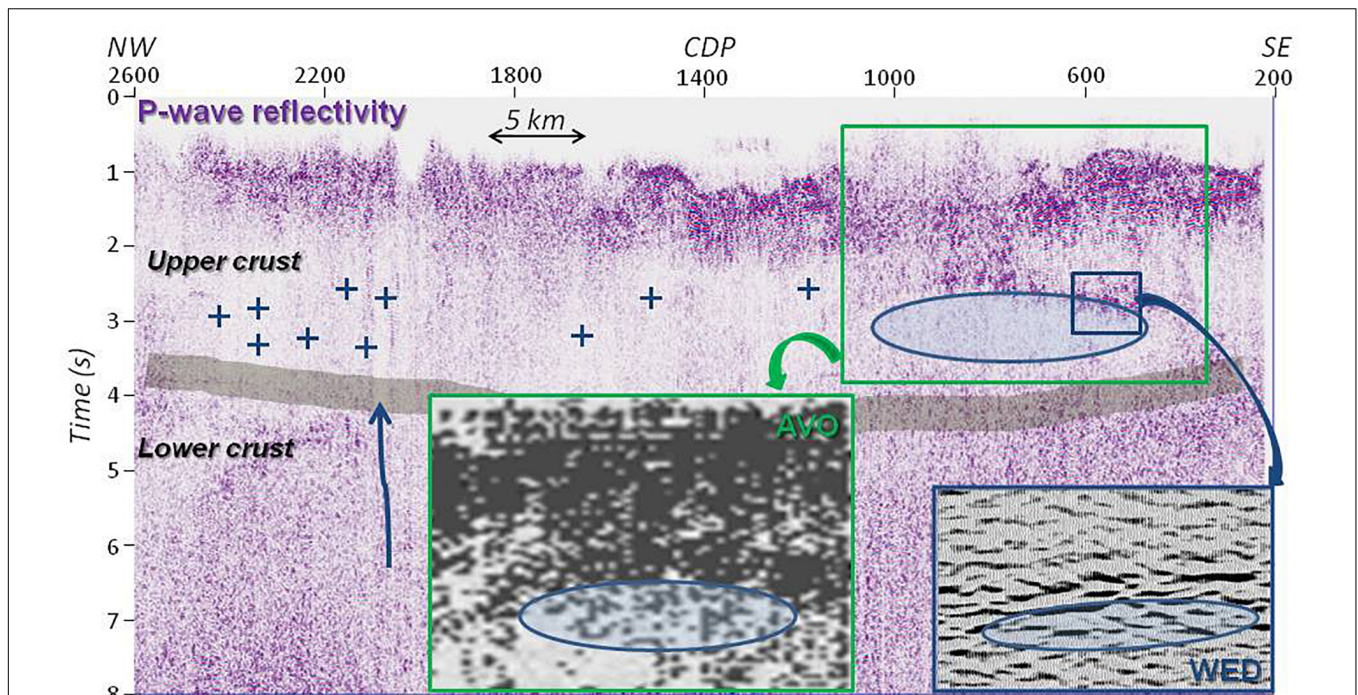 NW CDP SE
2600 2200 1800 1400 1000 600 200
0
P-wave reflectivity
5 km
1
2
Upper crust
3
Time (s)
4
AVO
Lower crust
5
6
7
WED
8